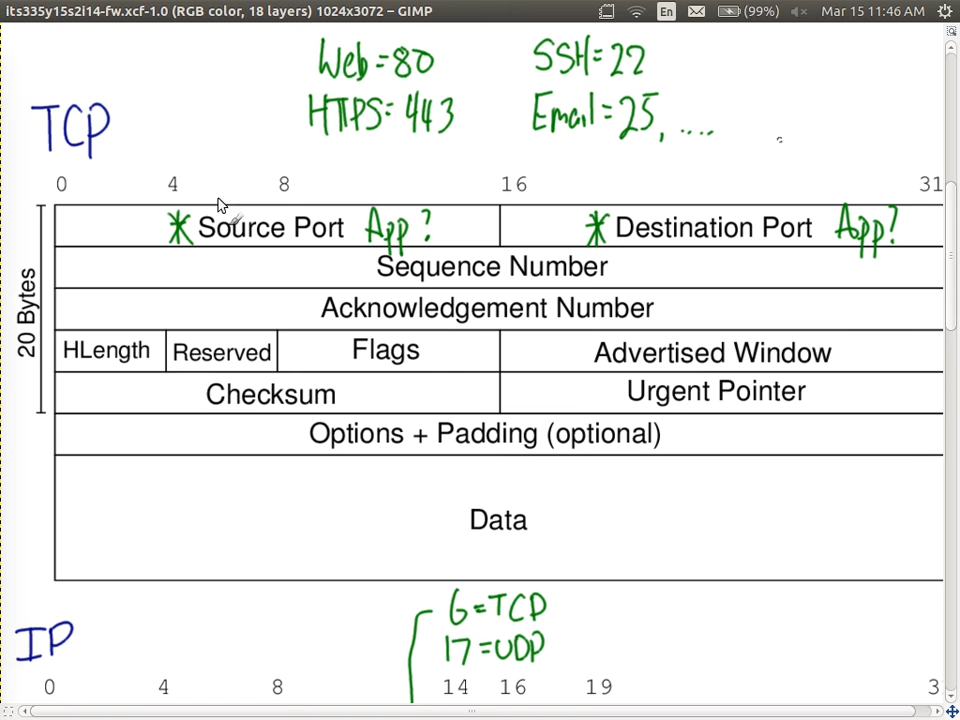 its335y15s2i14-fw.xcf-1.0 (RGB color, 18 layers) 1024x3072 – GIMP En (99%) Mar 15 11:46 AM
Web=80 SSH=22
HTTPS=443 Email=25, ....
TCP
0 4 8 16 31
* Source Port App? * Destination Port App?
Sequence Number
Acknowledgement Number
20 Bytes
HLength Reserved Flags Advertised Window
Checksum Urgent Pointer
Options + Padding (optional)
Data
6=TCP
IP
17=UDP
0 4 8 14 16 19 3